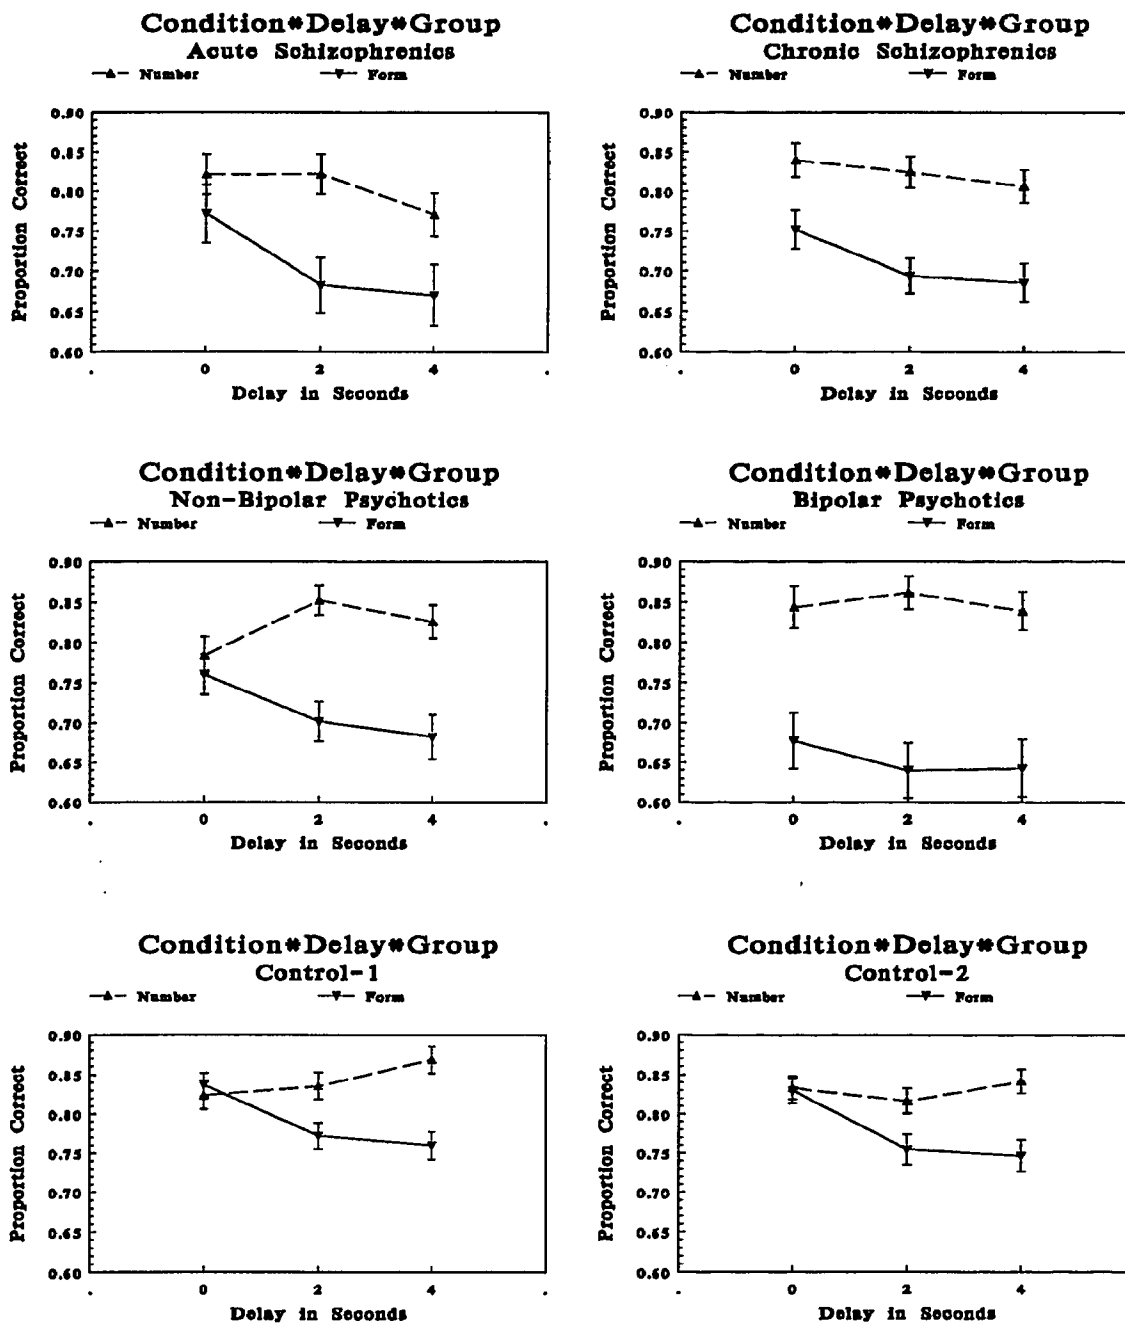 Condition*Delay*Group
Acute Schizophrenics
Number Form
Proportion Correct
0.90
0.85
0.80
0.75
0.70
0.65
0.60
. 0 2 4 .
Delay in Seconds
Condition*Delay*Group
Chronic Schizophrenics
Number Form
Proportion Correct
0.90
0.85
0.80
0.75
0.70
0.65
0.60
. 0 2 4
Delay in Seconds
Condition*Delay*Group
Non-Bipolar Psychotics
Number Form
Proportion Correct
0.90
0.85
0.80
0.75
0.70
0.65
0.60
. 0 2 4 .
Delay in Seconds
Condition*Delay*Group
Bipolar Psychotics
Number Form
Proportion Correct
0.90
0.85
0.80
0.75
0.70
0.65
0.60
. 0 2 4
Delay in Seconds
Condition*Delay*Group
Control-1
Number Form
Proportion Correct
0.90
0.85
0.80
0.75
0.70
0.65
0.60
. 0 2 4 .
Delay in Seconds
Condition*Delay*Group
Control-2
Number Form
Proportion Correct
0.90
0.85
0.80
0.75
0.70
0.65
0.60
. 0 2 4
Delay in Seconds